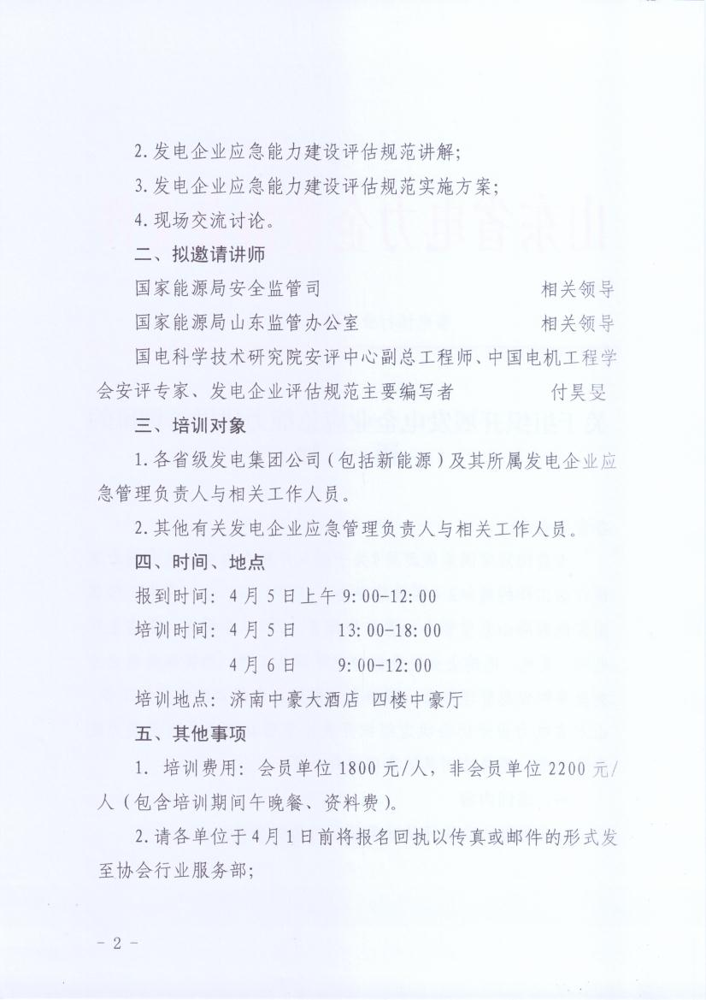 2.发电企业应急能力建设评估规范讲解;
3.发电企业应急能力建设评估规范实施方案;
4.现场交流讨论。
二、拟邀请讲师
国家能源局安全监管司 相关领导
国家能源局山东监管办公室 相关领导
国电科学技术研究院安评中心副总工程师、中国电机工程学
会安评专家、发电企业评估规范主要编写者 付昊旻
三、培训对象
1.各省级发电集团公司(包括新能源)及其所属发电企业应
急管理负责人与相关工作人员。
2.其他有关发电企业应急管理负责人与相关工作人员。
四、时间、地点
报到时间: 4月5日上午9:00-12:00
培训时间: 4月5日 13:00-18:00
4月6日 9:00-12:00
培训地点: 济南中豪大酒店 四楼中豪厅
五、其他事项
1. 培训费用: 会员单位1800元/人, 非会员单位2200元/
人(包含培训期间午晚餐、资料费)。
2.请各单位于4月1日前将报名回执以传真或邮件的形式发
至协会行业服务部;
- 2 -